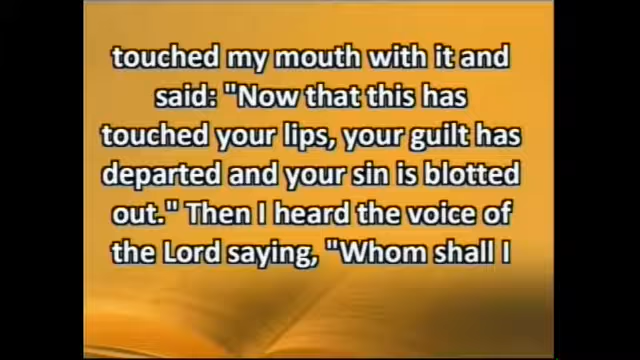 touched my mouth with it and
said: "Now that this has
touched your lips, your guilt has
departed and your sin is blotted
out." Then I heard the voice of
the Lord saying, "Whom shall I